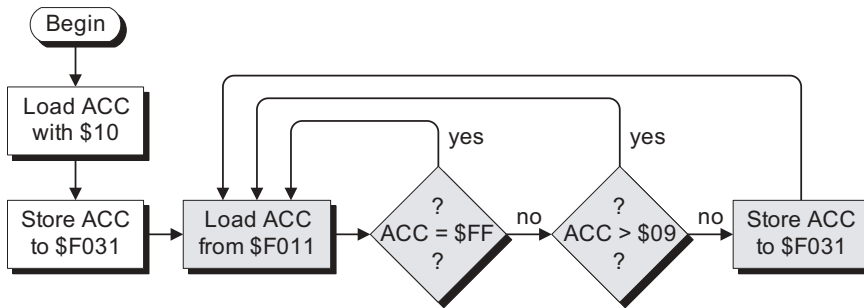 Begin
Load ACC
with $10
Store ACC
to $F031
Load ACC
from $F011
?
ACC = $FF
?
yes
no
?
ACC > $09
?
yes
no
Store ACC
to $F031